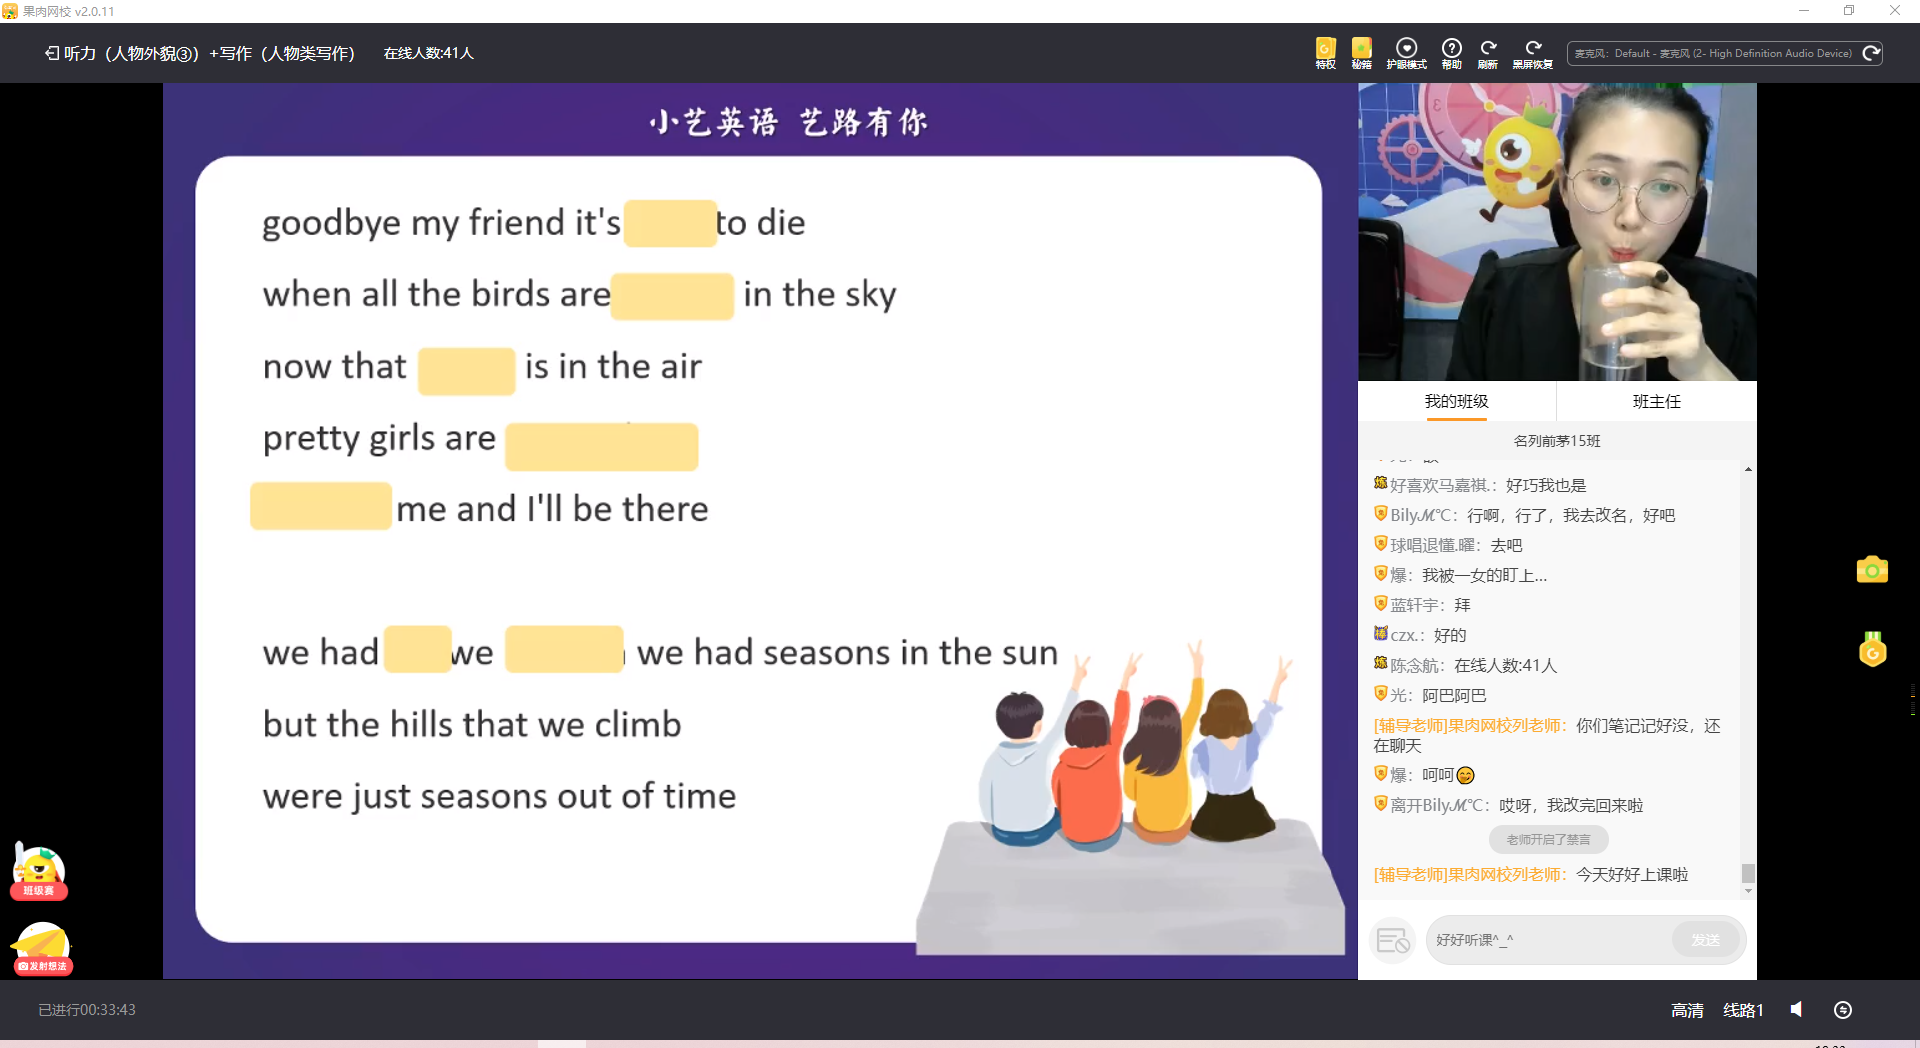 果肉网校 v2.0.11
听力（人物外貌③）+写作（人物类写作） 在线人数:41人
特权 秘籍 护眼模式 帮助 刷新 黑屏恢复 麦克风：Default - 麦克风 (2- High Definition Audio Device)
小艺英语 艺路有你
goodbye my friend it's to die
when all the birds are in the sky
now that is in the air
pretty girls are
me and I'll be there
we had we we had seasons in the sun
but the hills that we climb
were just seasons out of time
我的班级 班主任
名列前茅15班
好喜欢马嘉祺.：好巧我也是
Bily𝓜℃：行啊，行了，我去改名，好吧
球唱退懂.曜：去吧
爆：我被一女的盯上...
蓝轩宇：拜
czx.：好的
陈念航：在线人数:41人
光：阿巴阿巴
[辅导老师]果肉网校列老师：你们笔记记好没，还
在聊天
爆：呵呵😊
离开Bily𝓜℃：哎呀，我改完回来啦
老师开启了禁言
[辅导老师]果肉网校列老师：今天好好上课啦
好好听课^_^ 发送
班级赛
发射想法
已进行00:33:43
高清 线路1